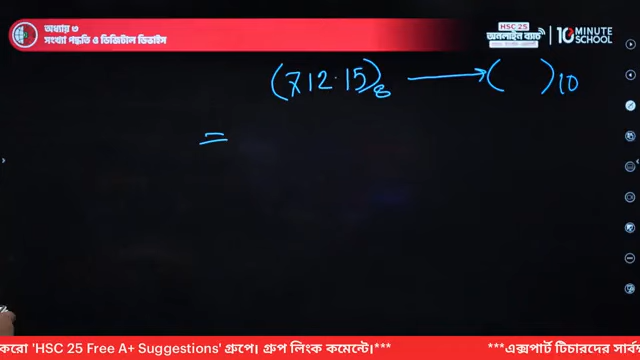 অধ্যায় ৩
সংখ্যা পদ্ধতি ও ডিজিটাল ডিভাইস
HSC 25
অনলাইন ব্যাচ
10 MINUTE SCHOOL
(712.15)₈ → ( )₁₀
=
করো 'HSC 25 Free A+ Suggestions' গ্রুপে। গ্রুপ লিংক কমেন্টে।*** ***এক্সপার্ট টিচারদের সার্বক্ষ